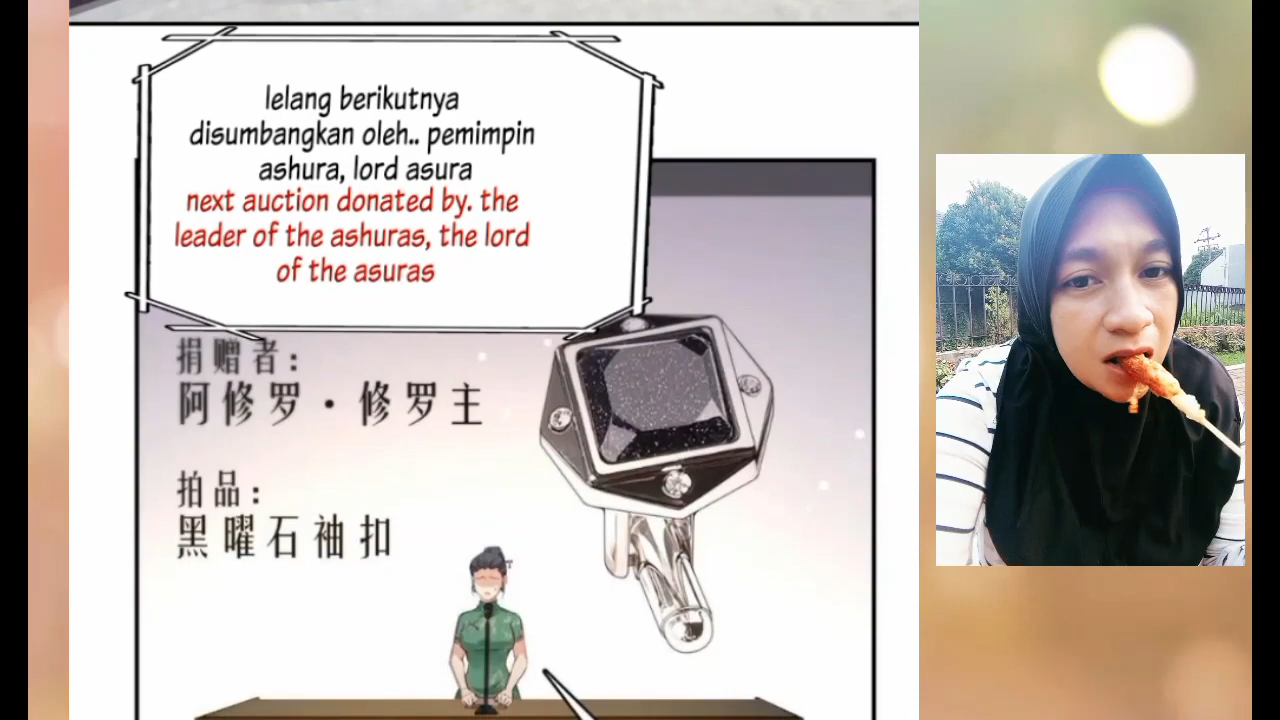 lelang berikutnya
disumbangkan oleh.. pemimpin
ashura, lord asura
next auction donated by. the
leader of the ashuras, the lord
of the asuras
捐赠者：
阿修罗·修罗主
拍品：
黑曜石袖扣